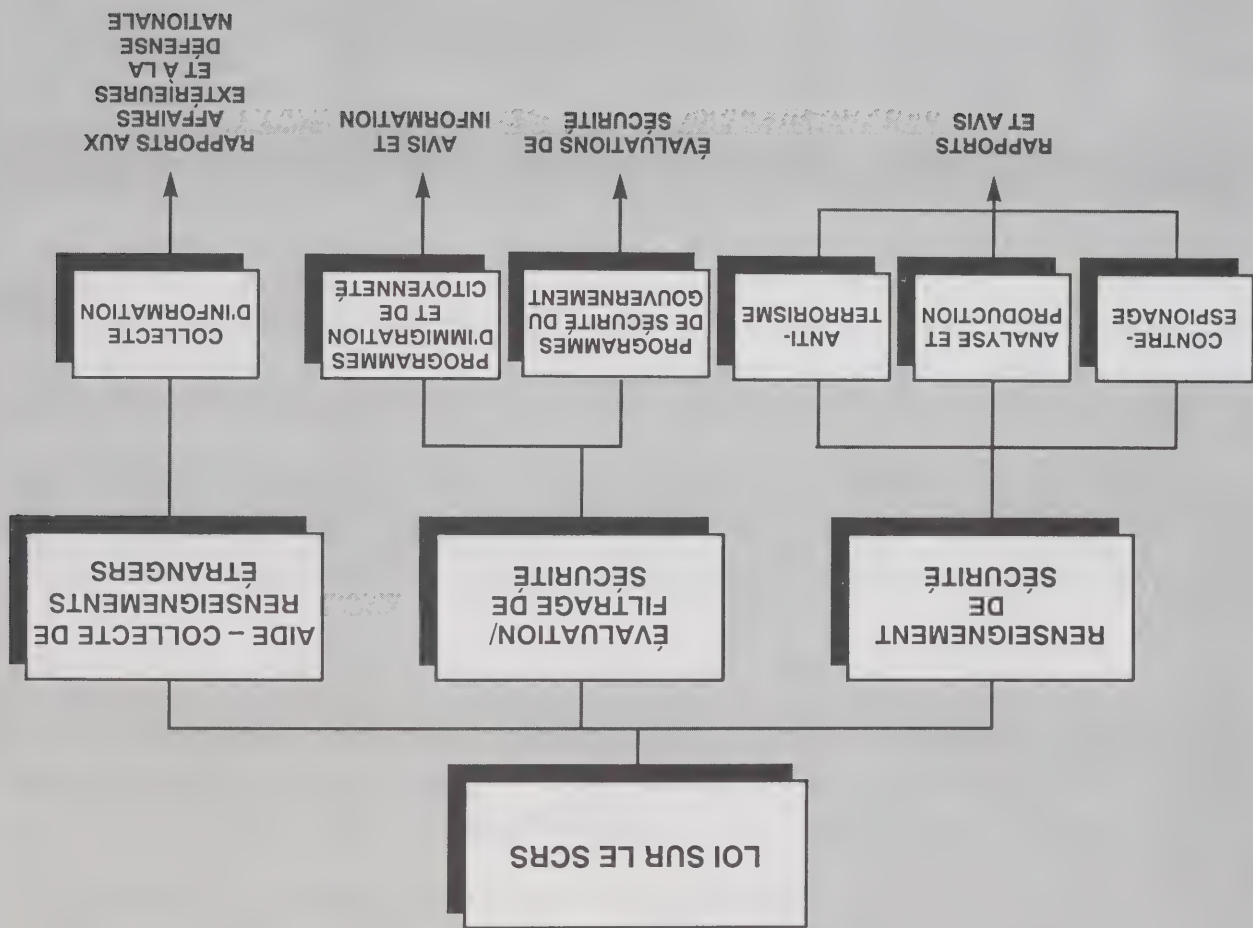 LOI SUR LE SCRS
RENSEIGNEMENT
DE
SÉCURITÉ
ÉVALUATION/
FILTRAGE DE
SÉCURITÉ
AIDE – COLLECTE DE
RENSEIGNEMENTS
ÉTRANGERS
CONTRE-
ESPIONAGE
ANALYSE ET
PRODUCTION
ANTI-
TERRORISME
PROGRAMMES
DE SÉCURITÉ DU
GOUVERNEMENT
PROGRAMMES
D'IMMIGRATION
ET DE
CITOYENNETÉ
COLLECTE
D'INFORMATION
RAPPORTS
ET AVIS
ÉVALUATIONS DE
SÉCURITÉ
AVIS ET
INFORMATION
RAPPORTS AUX
AFFAIRES
EXTÉRIEURES
ET À LA
DÉFENSE
NATIONALE